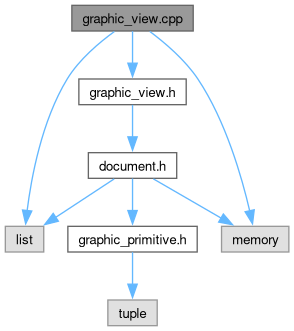 graphic_view.cpp
graphic_view.h
document.h
list
graphic_primitive.h
memory
tuple